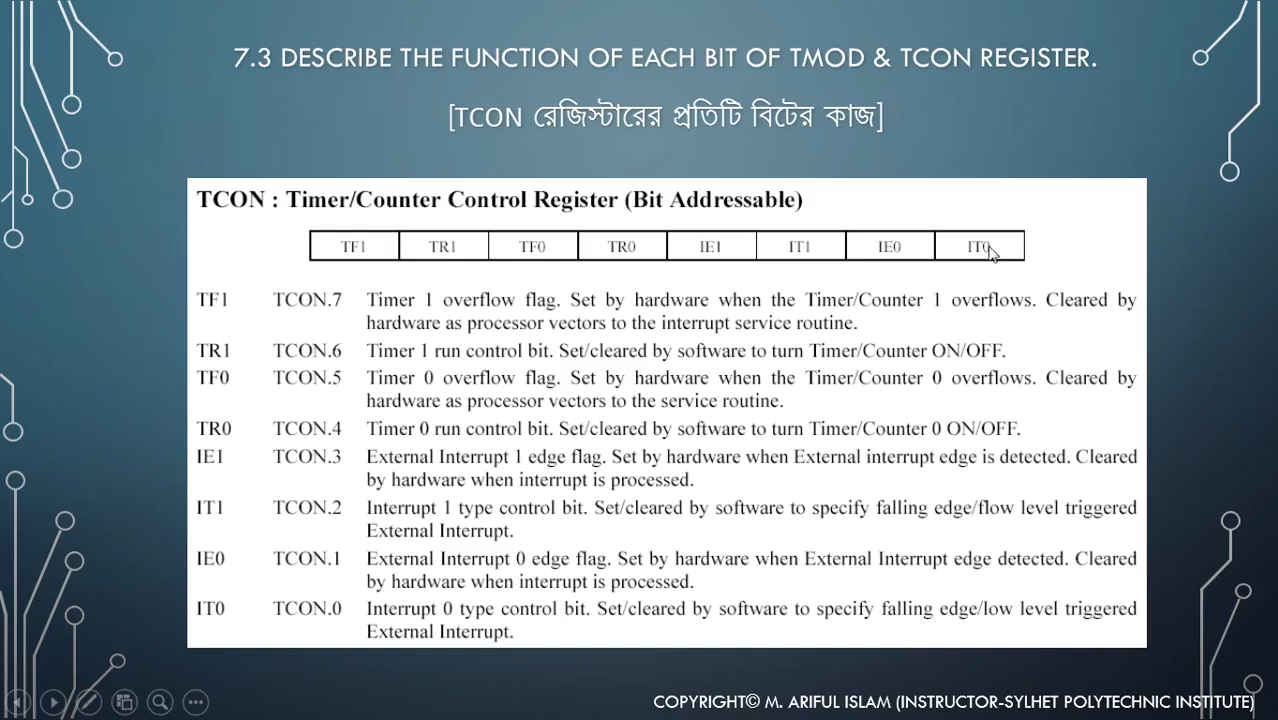 7.3 DESCRIBE THE FUNCTION OF EACH BIT OF TMOD & TCON REGISTER.
[TCON রেজিস্টারের প্রতিটি বিটের কাজ]
TCON : Timer/Counter Control Register (Bit Addressable)
TF1 TR1 TF0 TR0 IE1 IT1 IE0 IT0
TF1 TCON.7 Timer 1 overflow flag. Set by hardware when the Timer/Counter 1 overflows. Cleared by
hardware as processor vectors to the interrupt service routine.
TR1 TCON.6 Timer 1 run control bit. Set/cleared by software to turn Timer/Counter ON/OFF.
TF0 TCON.5 Timer 0 overflow flag. Set by hardware when the Timer/Counter 0 overflows. Cleared by
hardware as processor vectors to the service routine.
TR0 TCON.4 Timer 0 run control bit. Set/cleared by software to turn Timer/Counter 0 ON/OFF.
IE1 TCON.3 External Interrupt 1 edge flag. Set by hardware when External interrupt edge is detected. Cleared
by hardware when interrupt is processed.
IT1 TCON.2 Interrupt 1 type control bit. Set/cleared by software to specify falling edge/flow level triggered
External Interrupt.
IE0 TCON.1 External Interrupt 0 edge flag. Set by hardware when External Interrupt edge detected. Cleared
by hardware when interrupt is processed.
IT0 TCON.0 Interrupt 0 type control bit. Set/cleared by software to specify falling edge/low level triggered
External Interrupt.
COPYRIGHT© M. ARIFUL ISLAM (INSTRUCTOR-SYLHET POLYTECHNIC INSTITUTE)